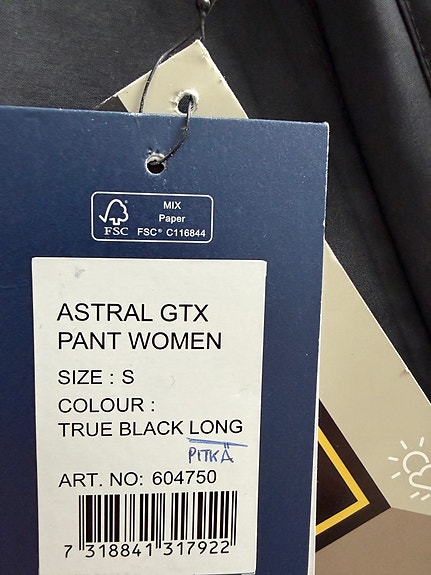 MIX
Paper
FSC
FSC® C116844
ASTRAL GTX
PANT WOMEN
SIZE : S
COLOUR :
TRUE BLACK LONG
PITKÄ
ART. NO: 604750
7 318841 317922